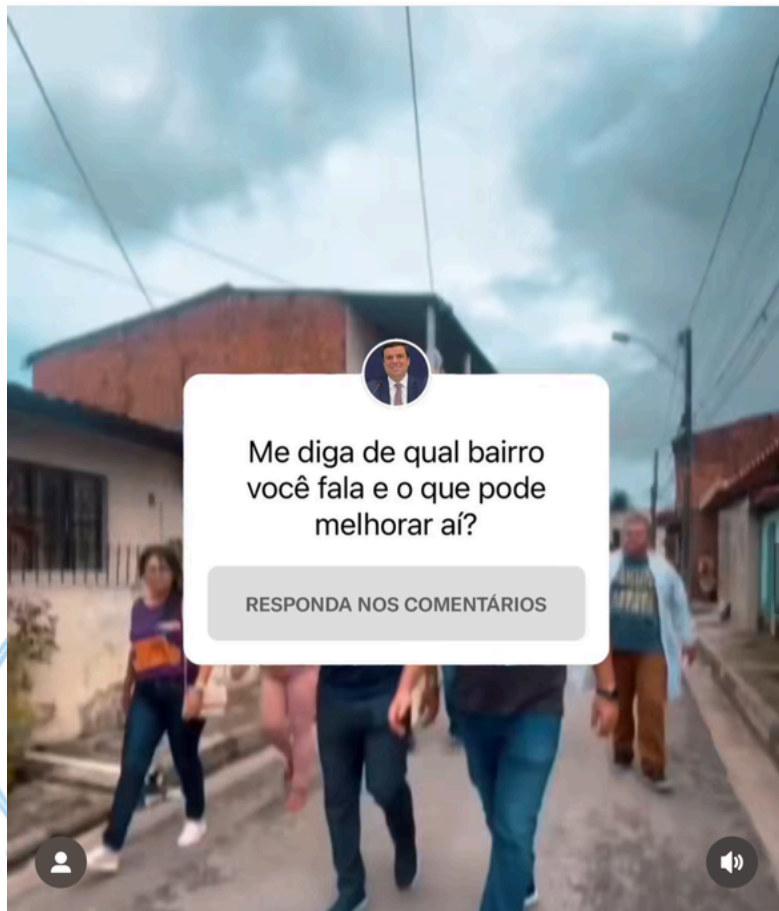 Me diga de qual bairro
você fala e o que pode
melhorar aí?
RESPONDA NOS COMENTÁRIOS